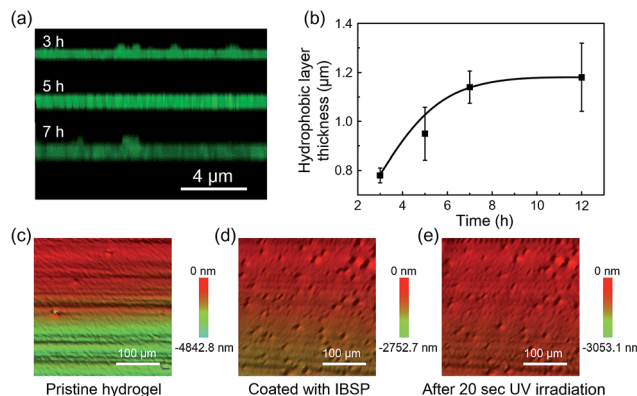 (a)
3 h
5 h
7 h
4 μm
(b)
Hydrophobic layer
thickness (μm)
1.4
1.2
1.0
0.8
2 4 6 8 10 12
Time (h)
(c)
0 nm
-4842.8 nm
100 μm
Pristine hydrogel
(d)
0 nm
-2752.7 nm
100 μm
Coated with IBSP
(e)
0 nm
-3053.1 nm
100 μm
After 20 sec UV irradiation